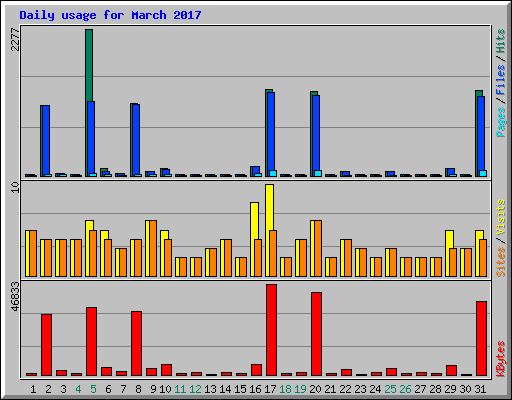 Daily usage for March 2017
2277
Pages / Files / Hits
10
Sites / Visits
46833
KBytes
1 2 3 4 5 6 7 8 9 10 11 12 13 14 15 16 17 18 19 20 21 22 23 24 25 26 27 28 29 30 31